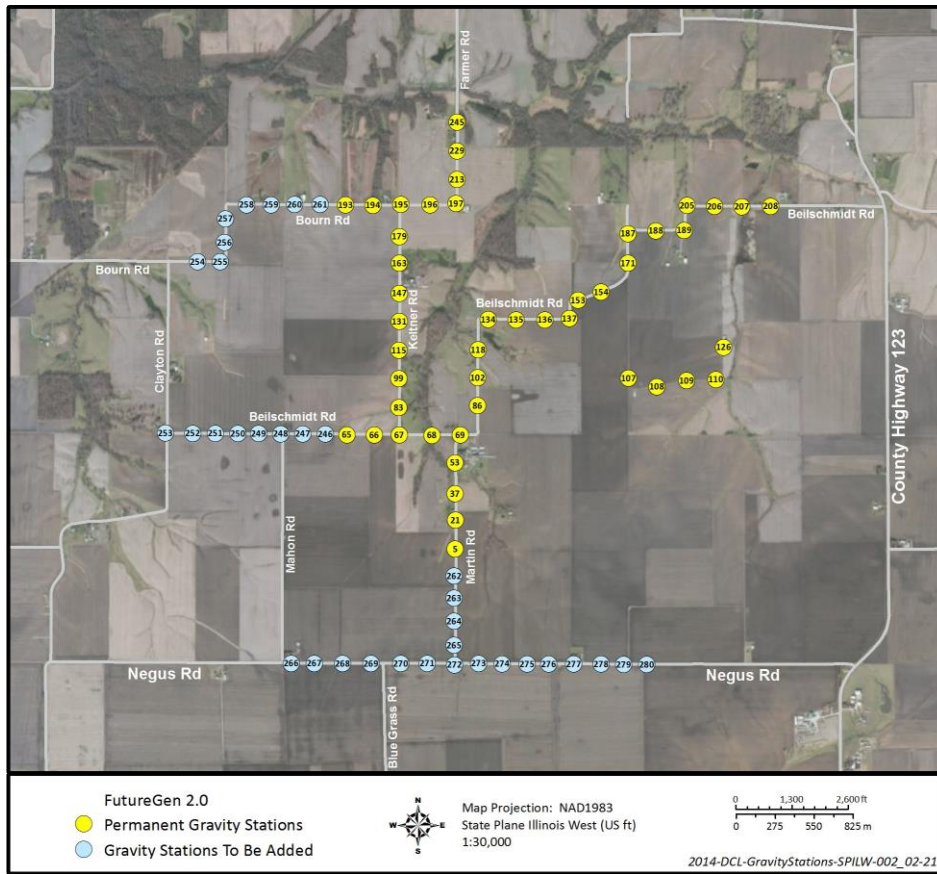 Farmer Rd
245
229
213
258 259 260 261 193 194 195 196 197
205 206 207 208
Bourn Rd
Beilschmidt Rd
257
256
187 188 189
179
254 255
Bourn Rd
163
171
147
Keltner Rd
153 154
Beilschmidt Rd
131
134 135 136 137
Clayton Rd
115
118
126
99
102
107 108 109 110
83
86
County Highway 123
Beilschmidt Rd
253 252 251 250 249 248 247 246 65 66 67 68 69
53
37
21
Mahon Rd
5
Martin Rd
262
263
264
265
266 267 268 269 270 271 272 273 274 275 276 277 278 279 280
Negus Rd
Negus Rd
Blue Grass Rd
FutureGen 2.0
Permanent Gravity Stations
Gravity Stations To Be Added
N
W E
S
Map Projection: NAD1983
State Plane Illinois West (US ft)
1:30,000
0 1,300 2,600 ft
0 275 550 825 m
2014-DCL-GravityStations-SPILW-002_02-21